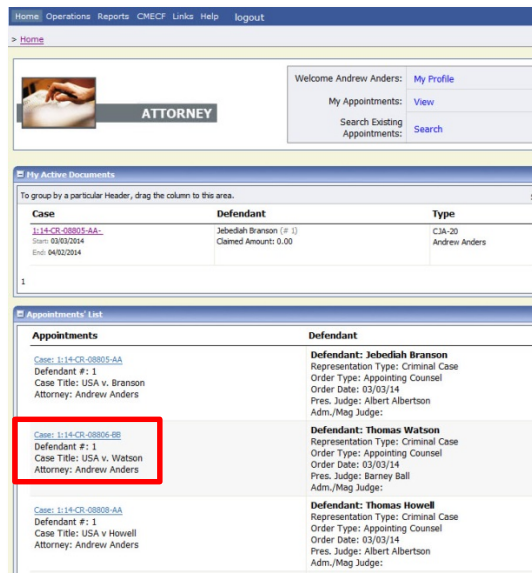 Home Operations Reports CMECF Links Help logout
> Home
ATTORNEY
Welcome Andrew Anders: My Profile
My Appointments: View
Search Existing Appointments: Search
My Active Documents
To group by a particular Header, drag the column to this area.
Case Defendant Type
1:14-CR-08805-AA- Jebediah Branson (# 1) CJA-20
Start: 03/03/2014 Claimed Amount: 0.00 Andrew Anders
End: 04/02/2014
1
Appointments' List
Appointments Defendant
Case: 1:14-CR-08805-AA
Defendant #: 1
Case Title: USA v. Branson
Attorney: Andrew Anders
Defendant: Jebediah Branson
Representation Type: Criminal Case
Order Type: Appointing Counsel
Order Date: 03/03/14
Pres. Judge: Albert Albertson
Adm./Mag Judge:
Case: 1:14-CR-08806-BB
Defendant #: 1
Case Title: USA v. Watson
Attorney: Andrew Anders
Defendant: Thomas Watson
Representation Type: Criminal Case
Order Type: Appointing Counsel
Order Date: 03/03/14
Pres. Judge: Barney Ball
Adm./Mag Judge:
Case: 1:14-CR-08808-AA
Defendant #: 1
Case Title: USA v Howell
Attorney: Andrew Anders
Defendant: Thomas Howell
Representation Type: Criminal Case
Order Type: Appointing Counsel
Order Date: 03/03/14
Pres. Judge: Albert Albertson
Adm./Mag Judge: